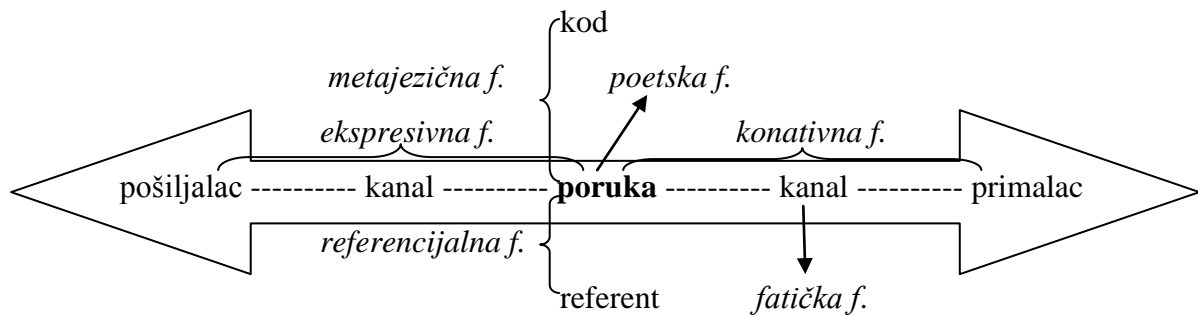 kod
metajezična f. poetska f.
ekspresivna f. konativna f.
pošiljalac ----------- kanal ----------- poruka ----------- kanal ----------- primalac
referencijalna f.
referent fatička f.